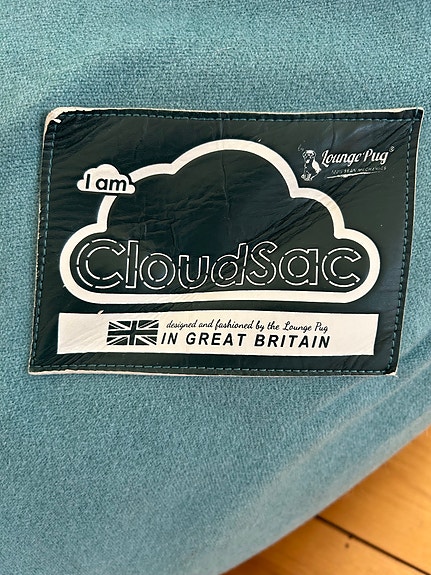 I am
Lounge Pug®
CloudSac
designed and fashioned by the Lounge Pug
IN GREAT BRITAIN